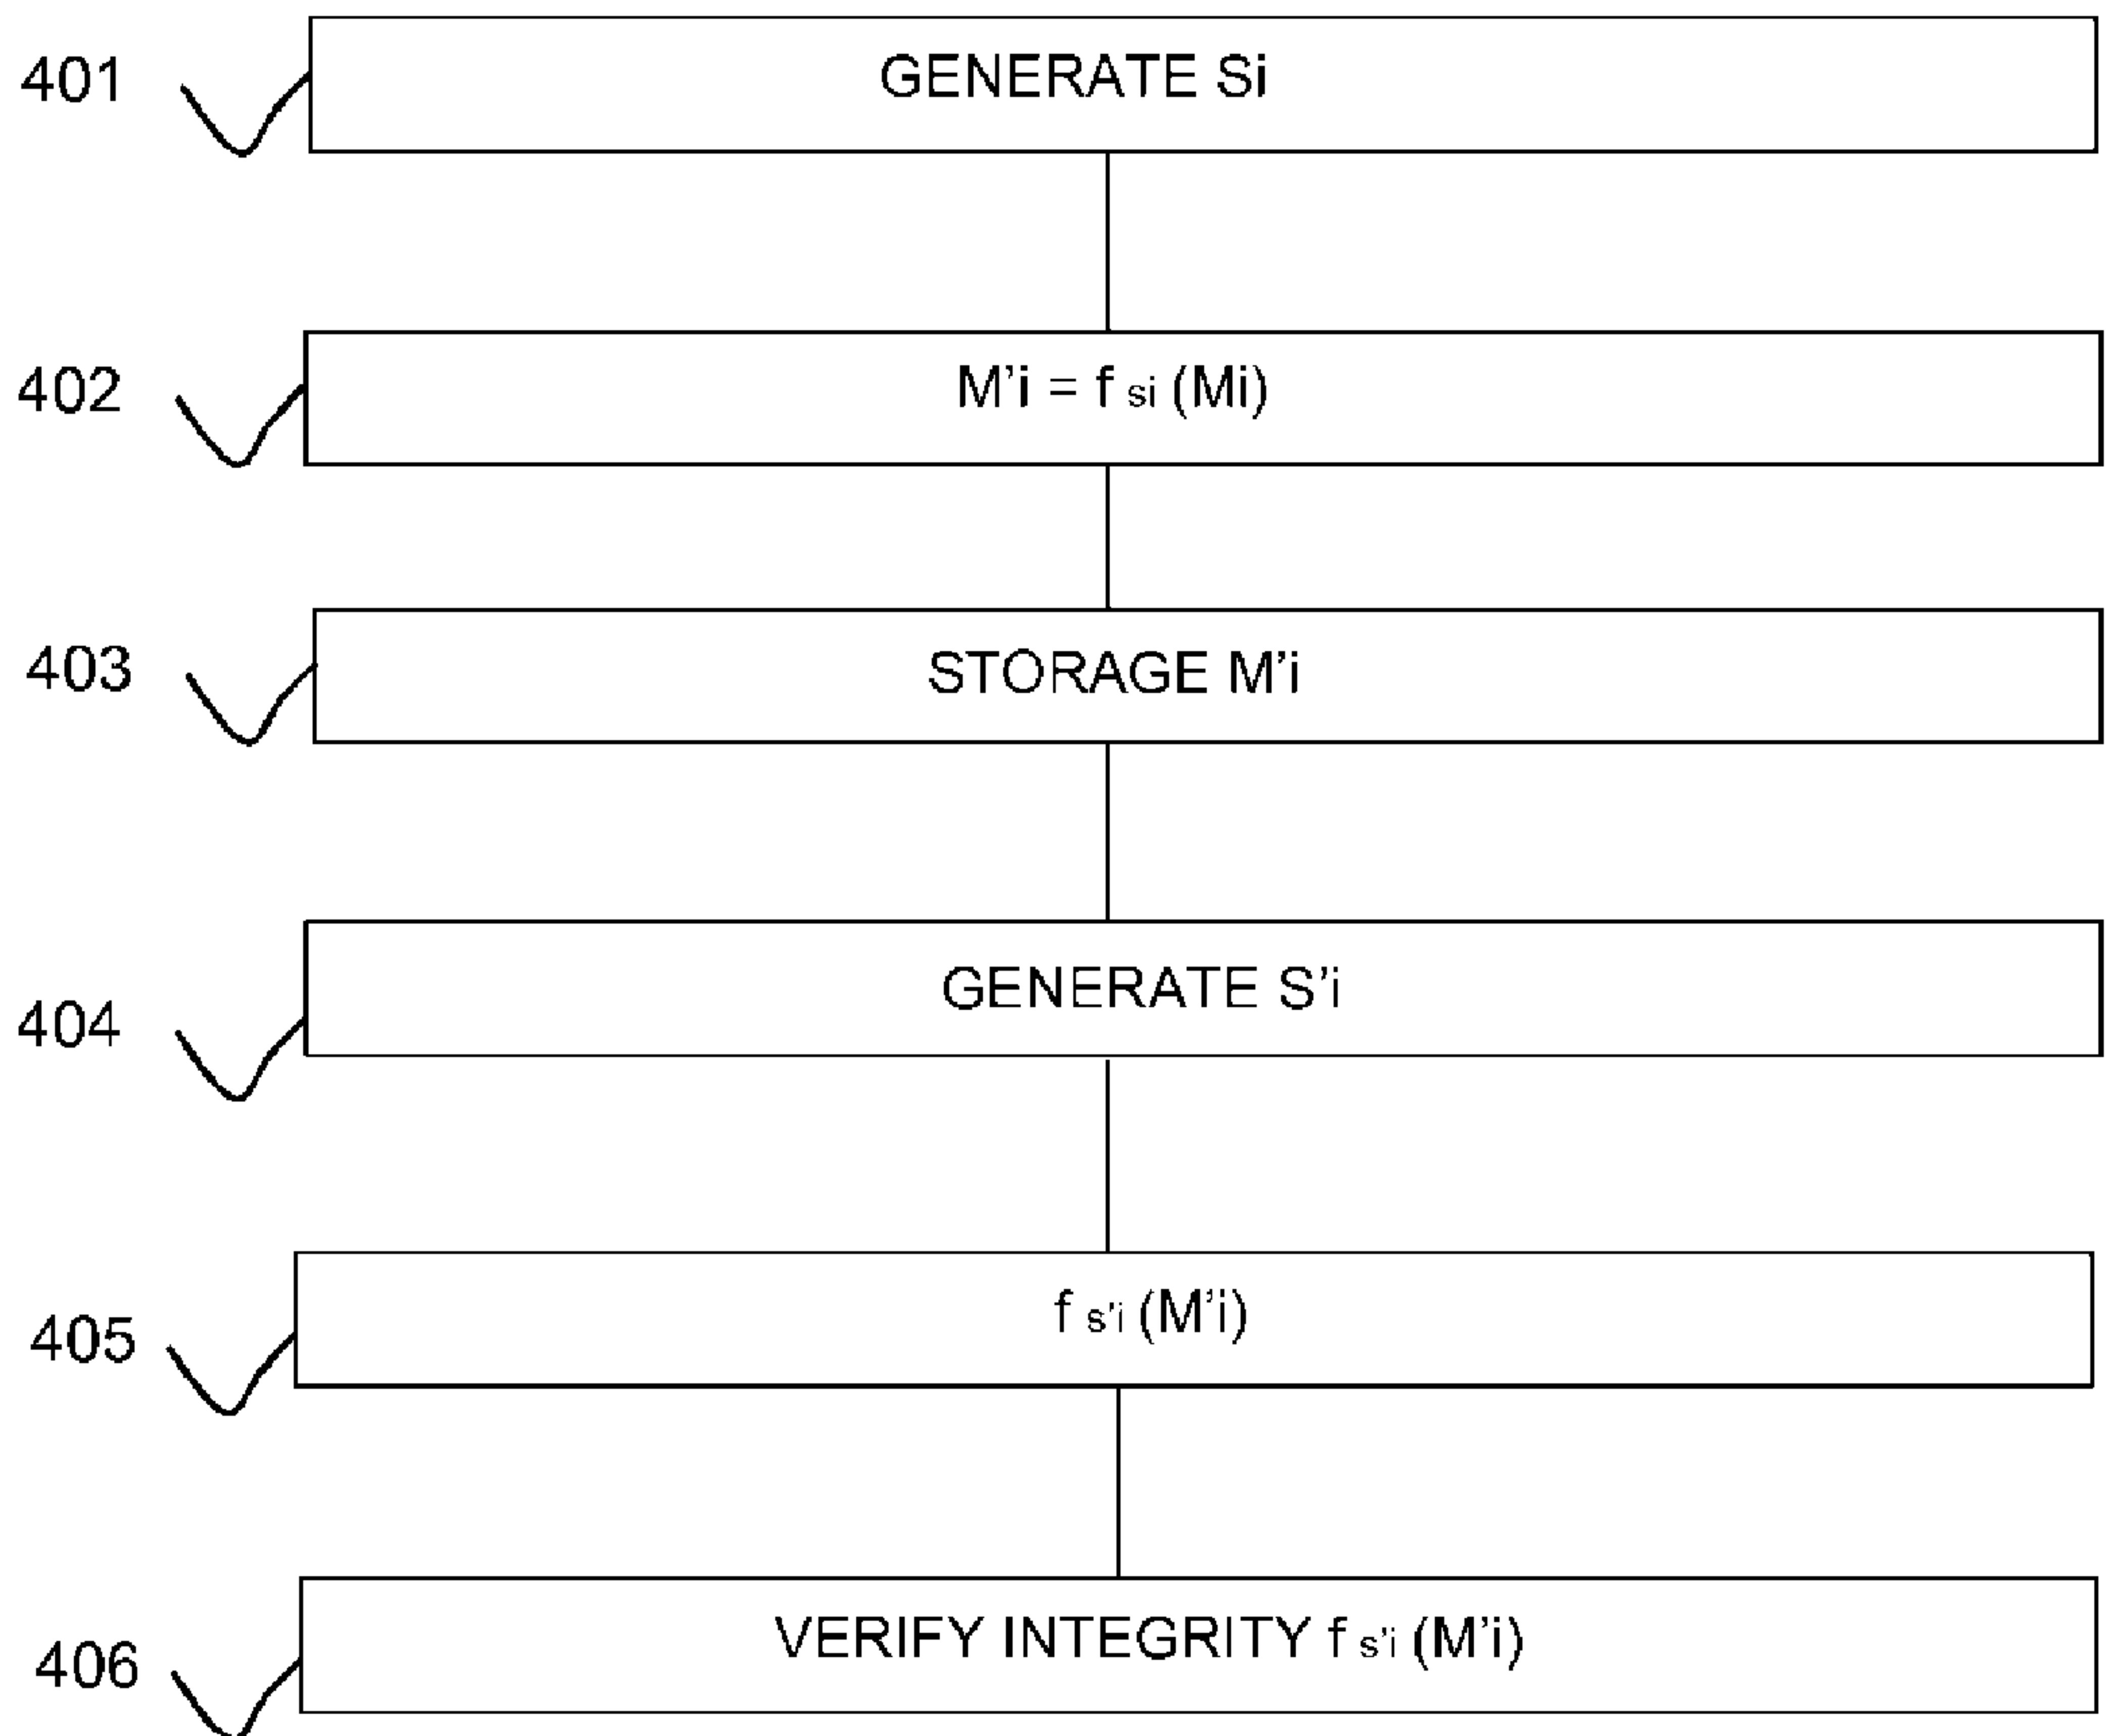 401 GENERATE Si
402 M'i = f si (Mi)
403 STORAGE M'i
404 GENERATE S'i
405 f s'i (M'i)
406 VERIFY INTEGRITY f s'i (M'i)